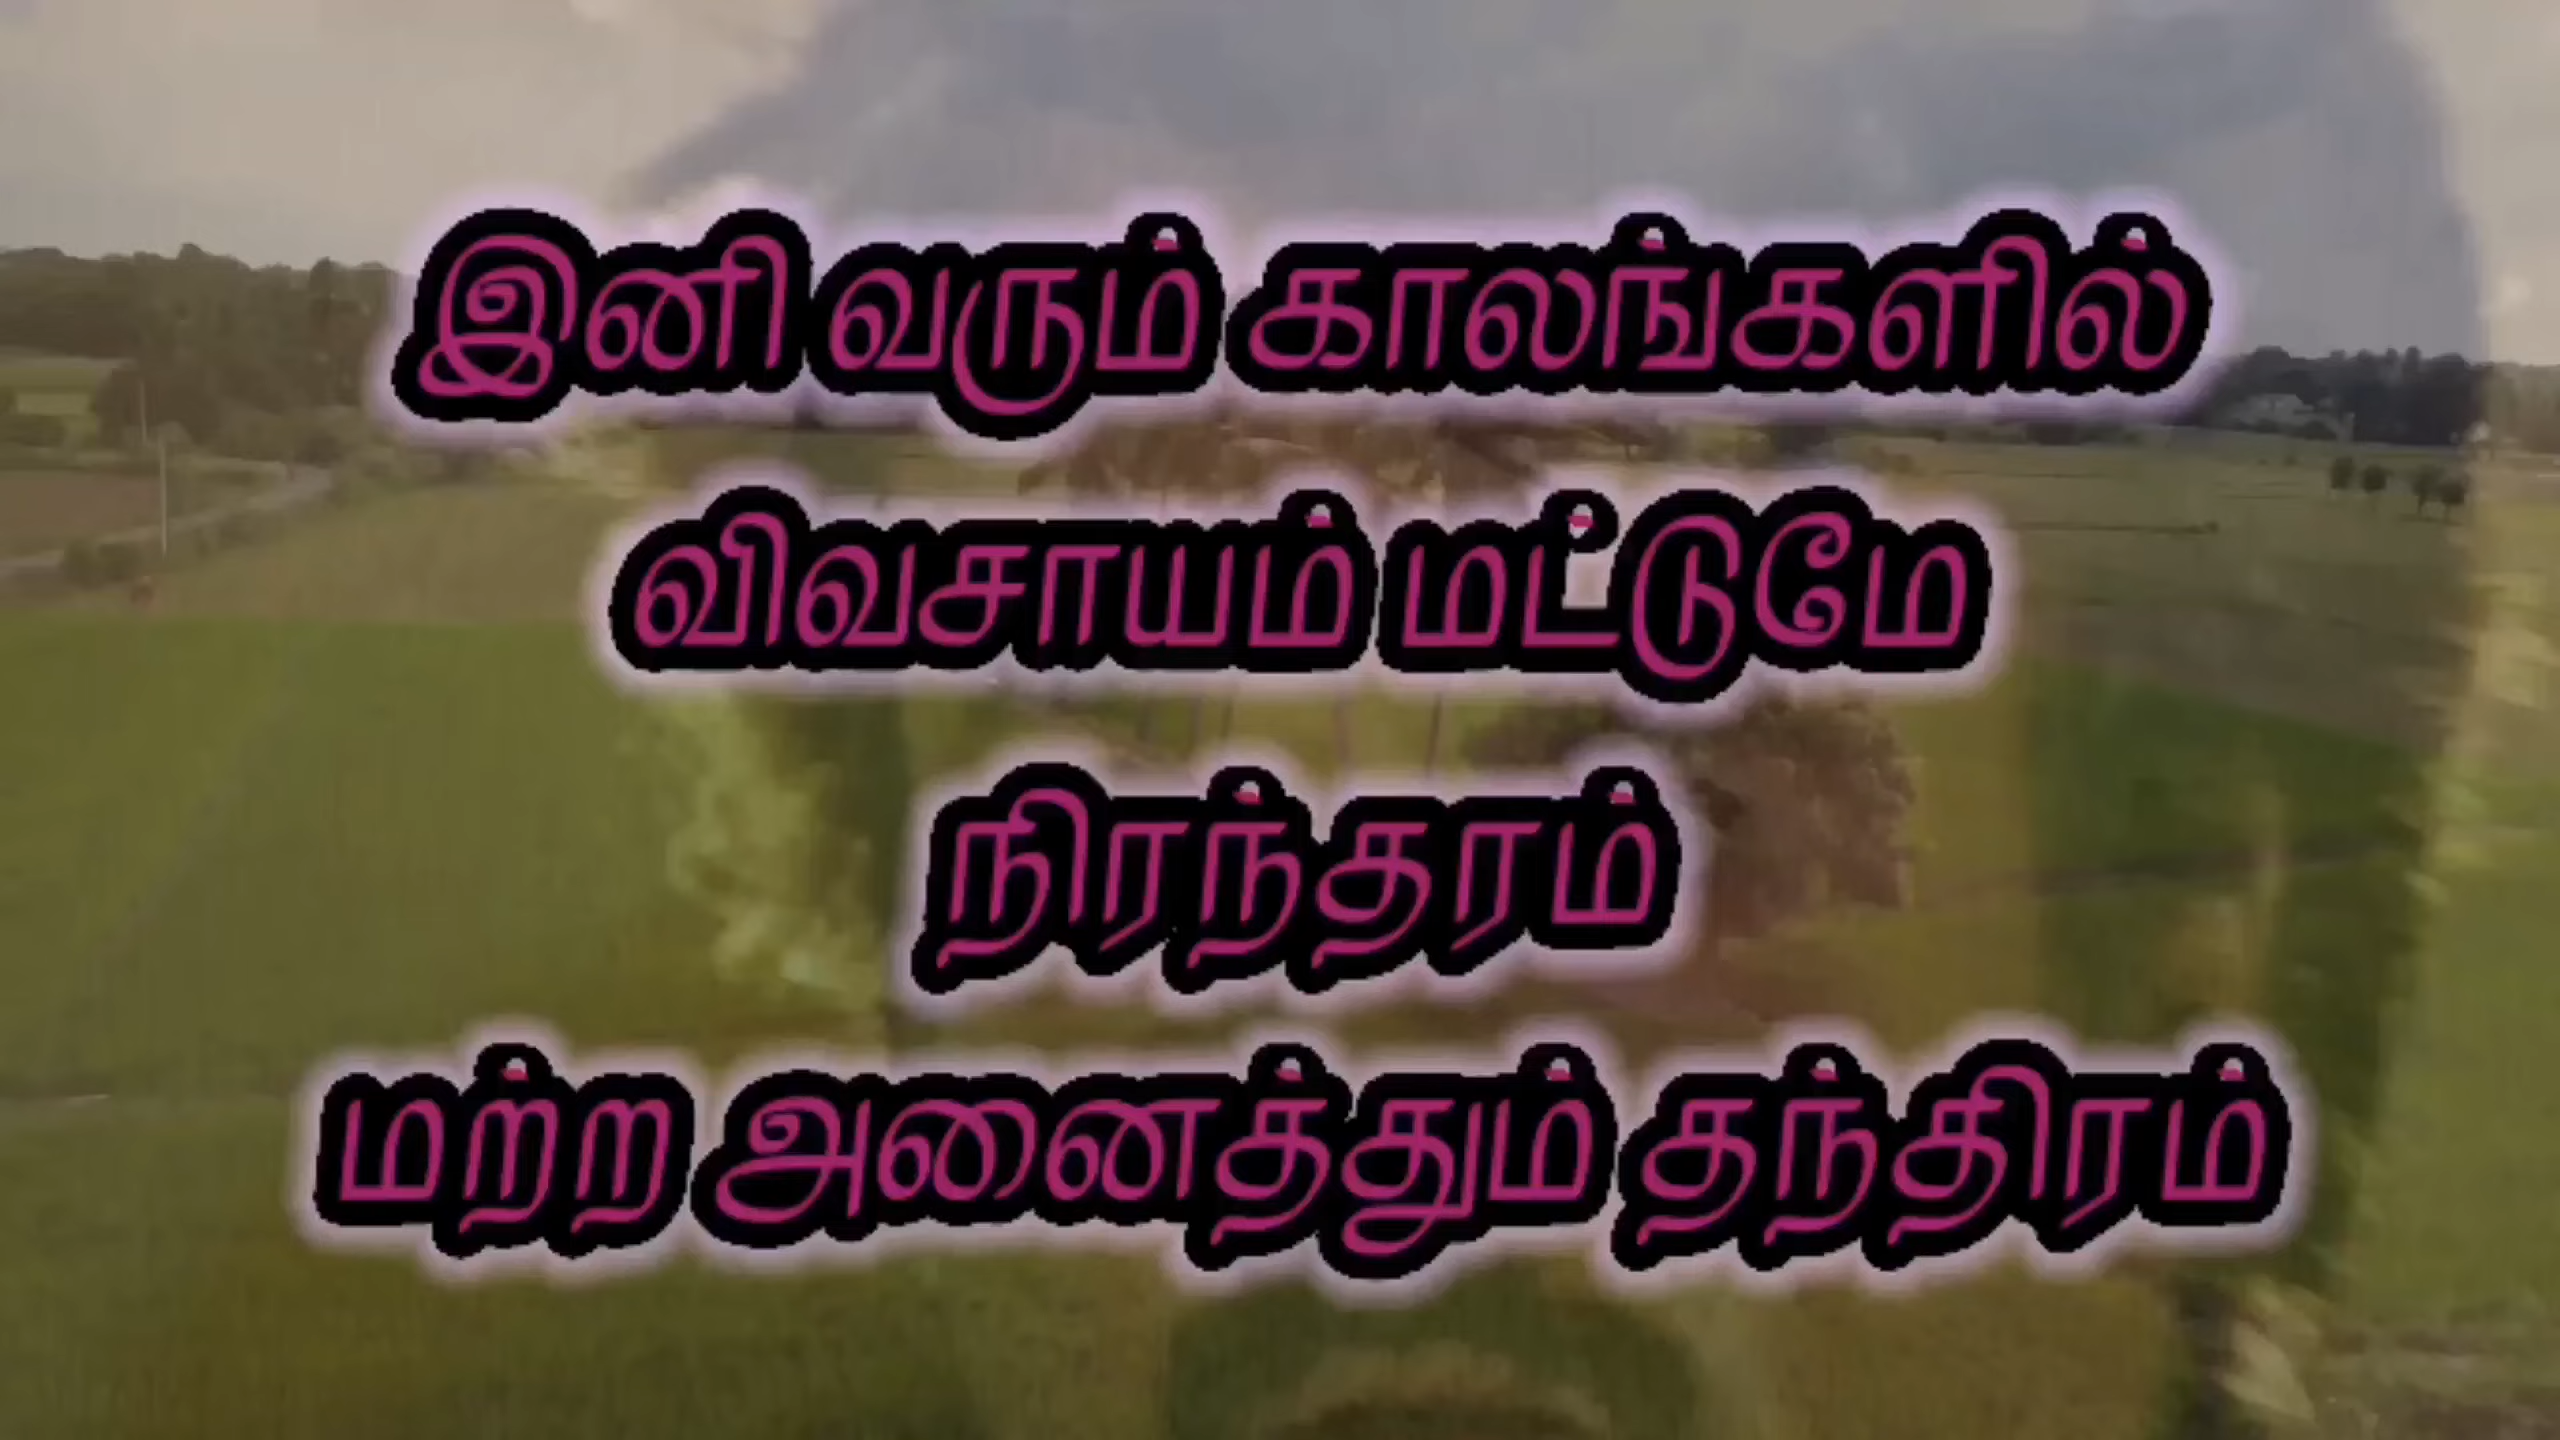 இனி வரும் காலங்களில்
விவசாயம் மட்டுமே
நிரந்தரம்
மற்ற அனைத்தும் தந்திரம்